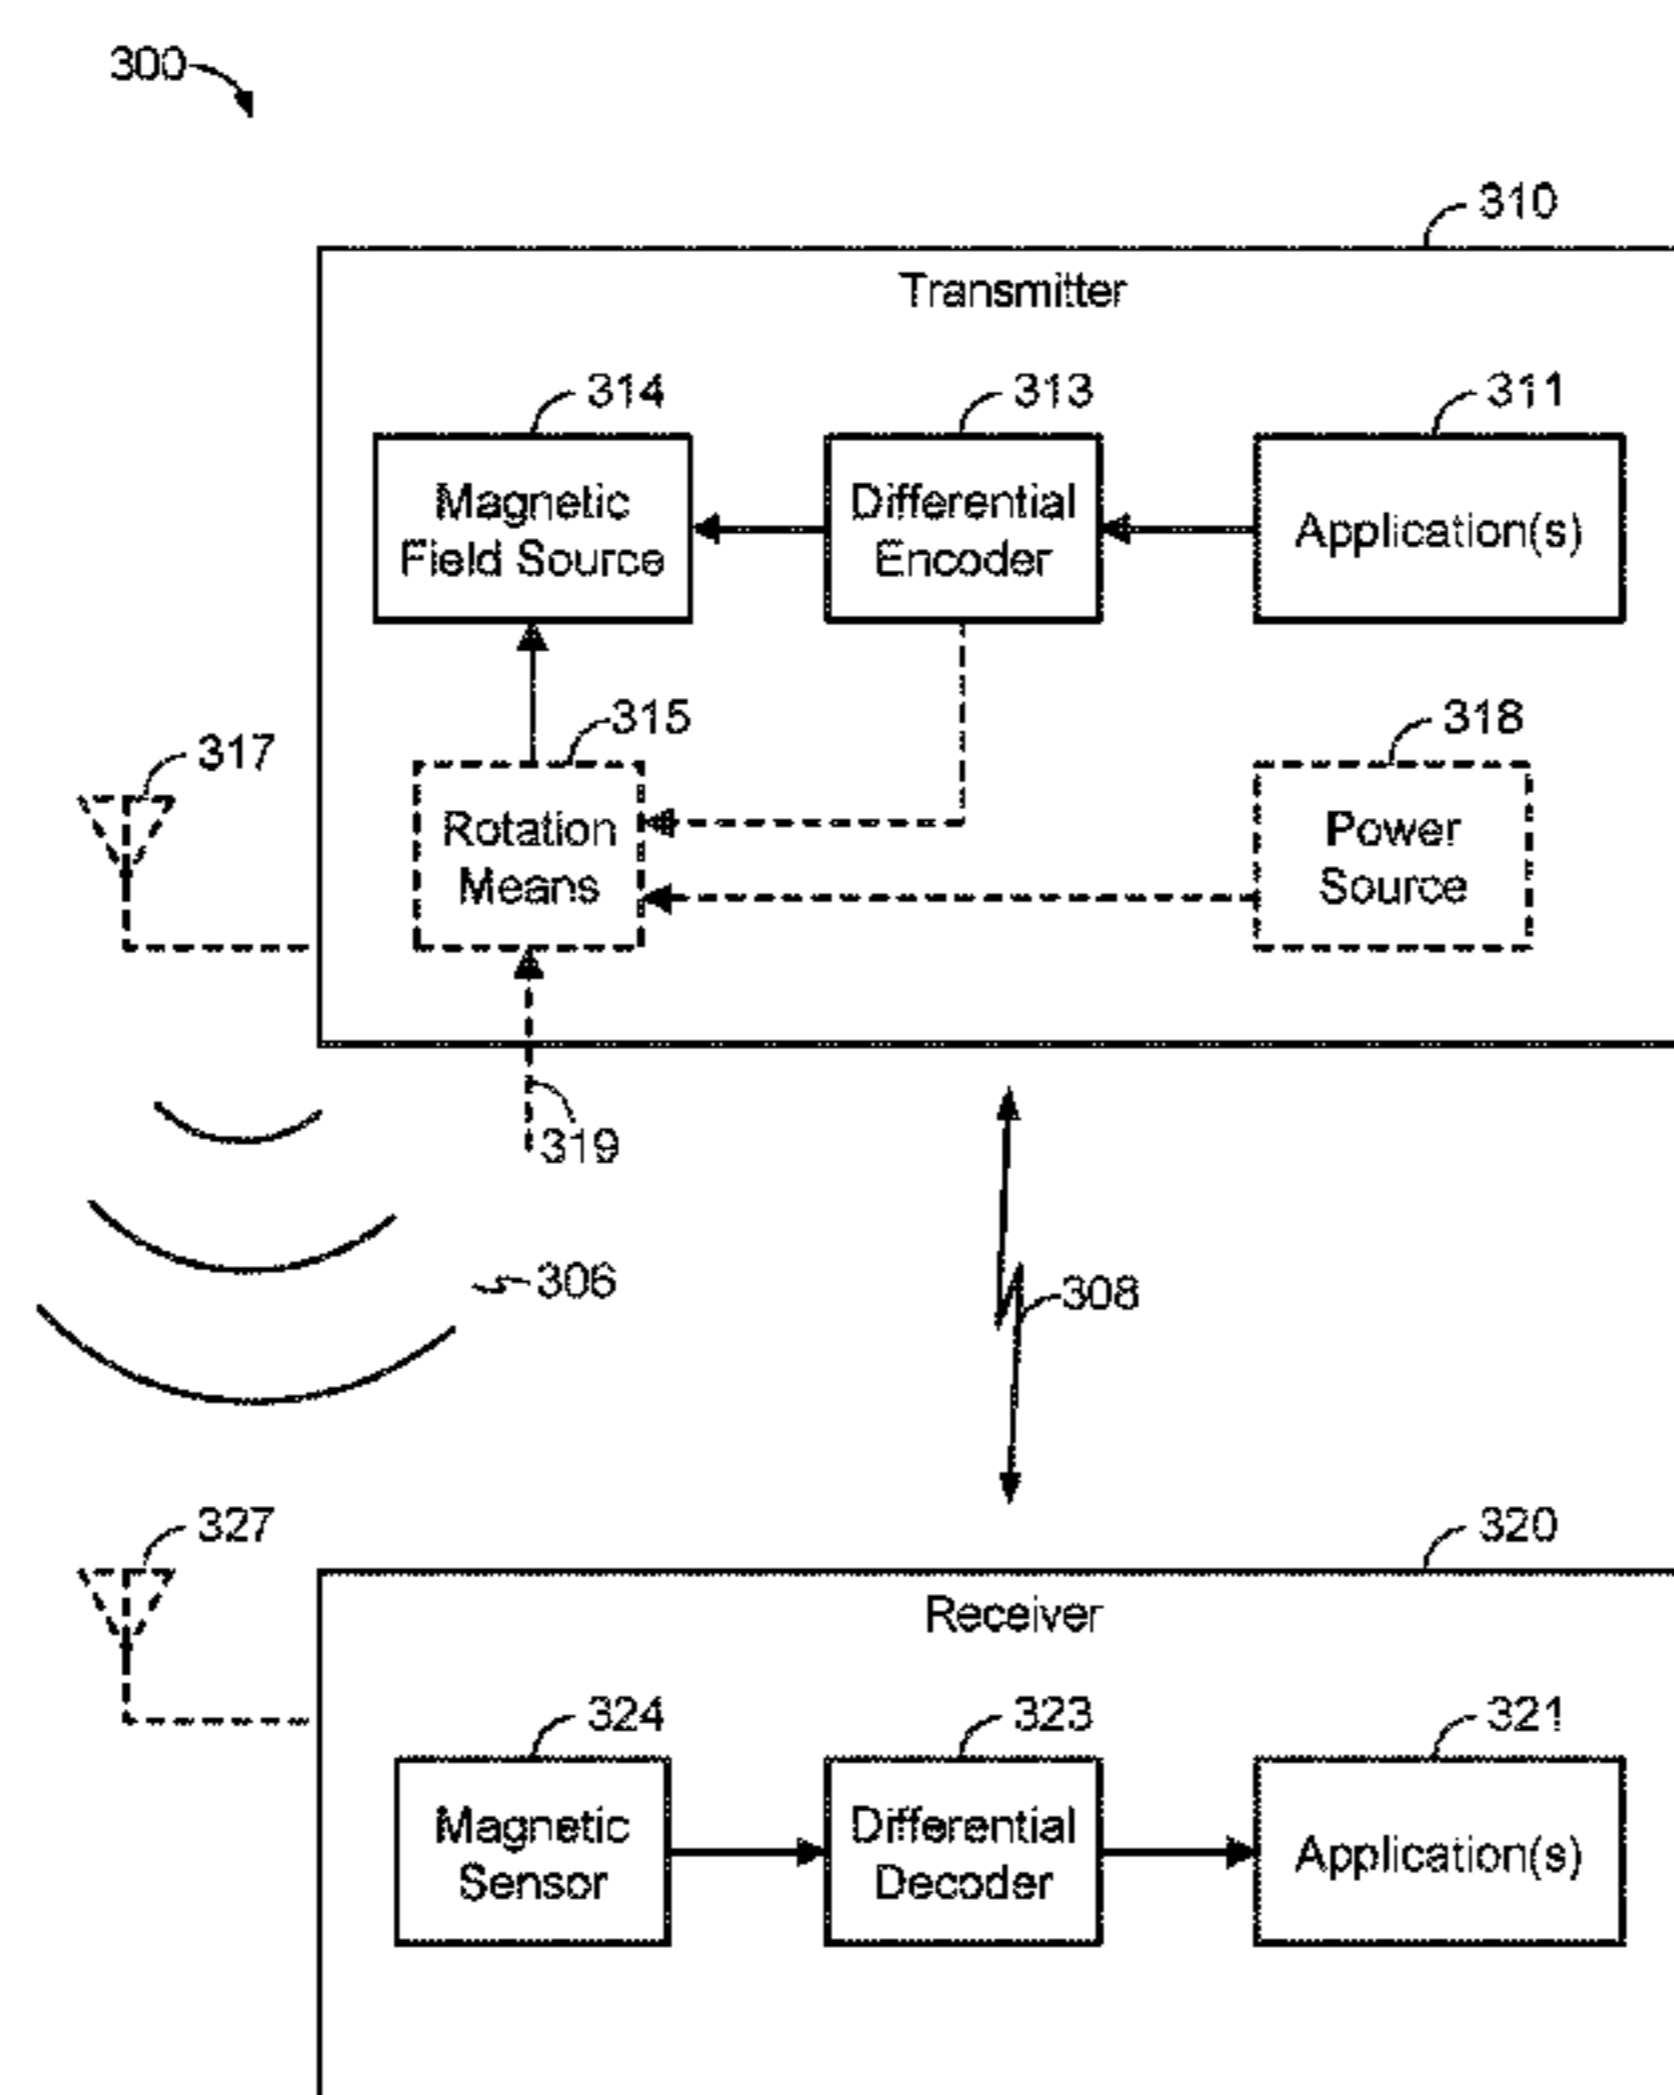 300
310
Transmitter
314
313
311
Magnetic
Field Source
Differential
Encoder
Application(s)
315
318
317
Rotation
Means
Power
Source
319
306
308
327
320
Receiver
324
323
321
Magnetic
Sensor
Differential
Decoder
Application(s)